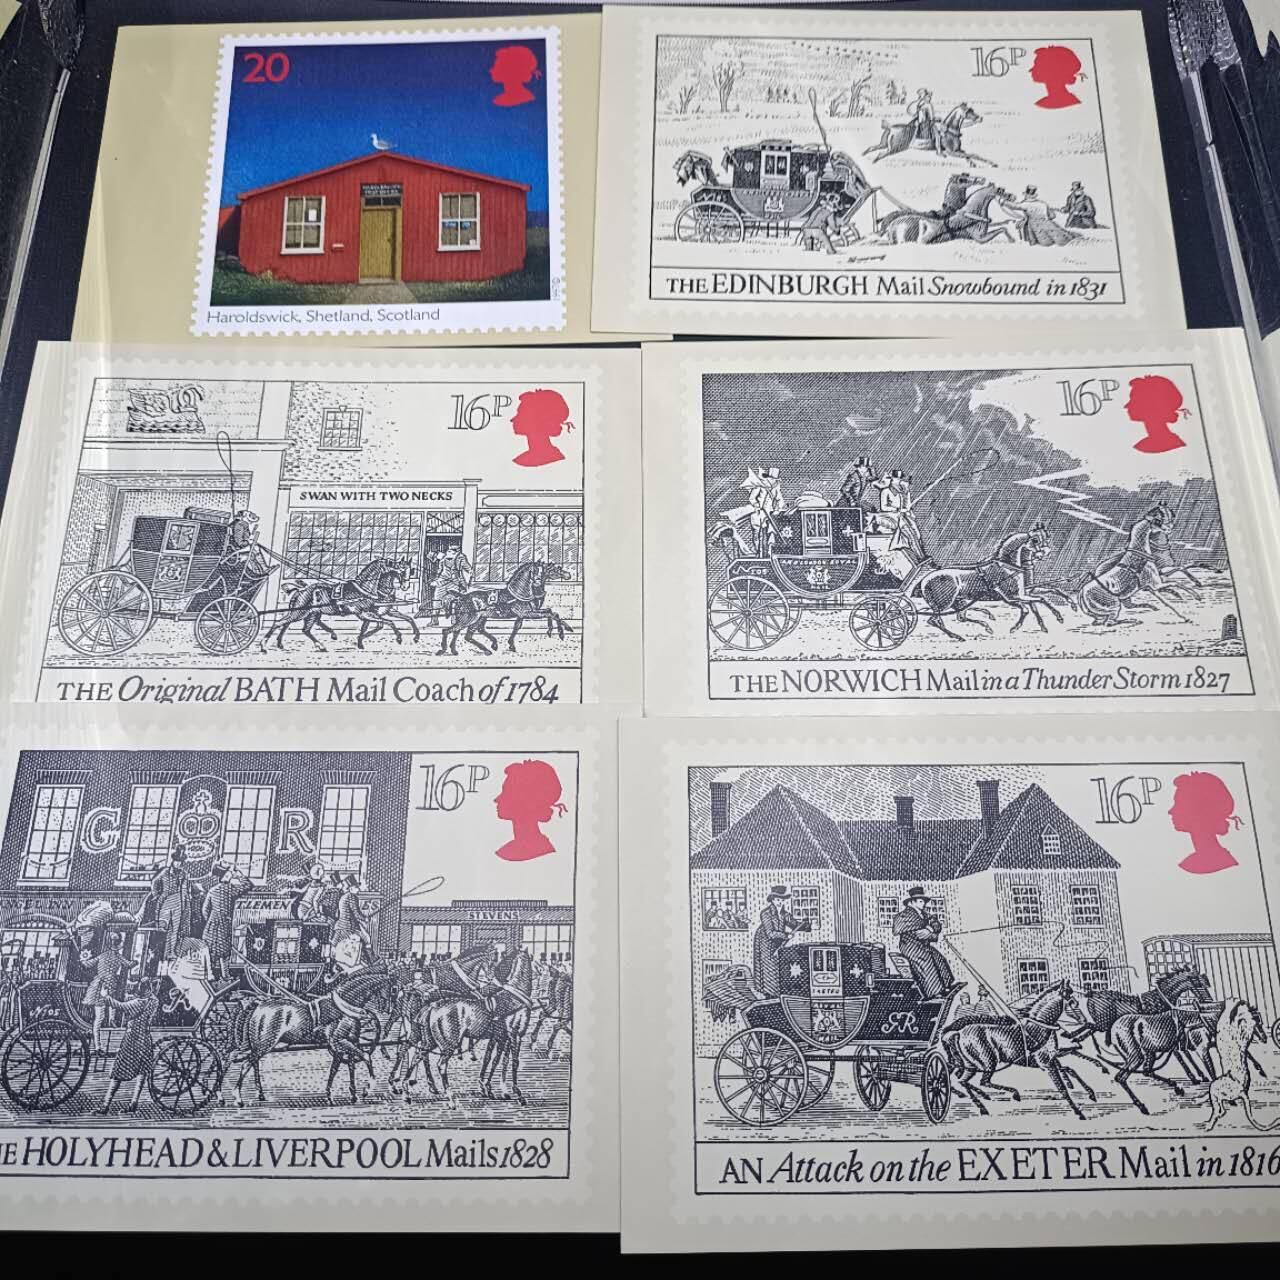 20
Haroldswick, Shetland, Scotland
16P
THE EDINBURGH Mail Snowbound in 1831
16P
SWAN WITH TWO NECKS
THE Original BATH Mail Coach of 1784
16P
THE NORWICH Mail in a Thunder Storm 1827
16P
G R
STEVENS
HOLYHEAD & LIVERPOOL Mails 1828
16P
EXETER
GR
AN Attack on the EXETER Mail in 1816